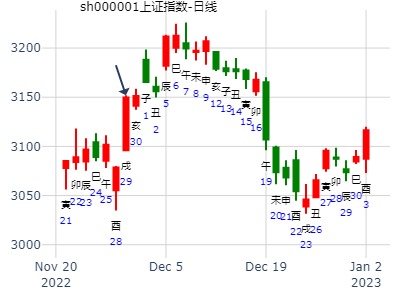 sh000001上证指数-日线
3200
3150
3100
3050
3000
寅
21
卯
22
辰
23
巳
24
午
25
酉
28
戌
29
亥
30
子
1
丑
2
辰
5
巳
6
午
7
未
8
申
9
亥
12
子
13
丑
14
寅
15
卯
16
午
19
未
20
申
21
酉
22
戌
23
丑
26
寅
27
卯
28
辰
29
巳
30
酉
3
Nov 20
2022
Dec 5
Dec 19
Jan 2
2023